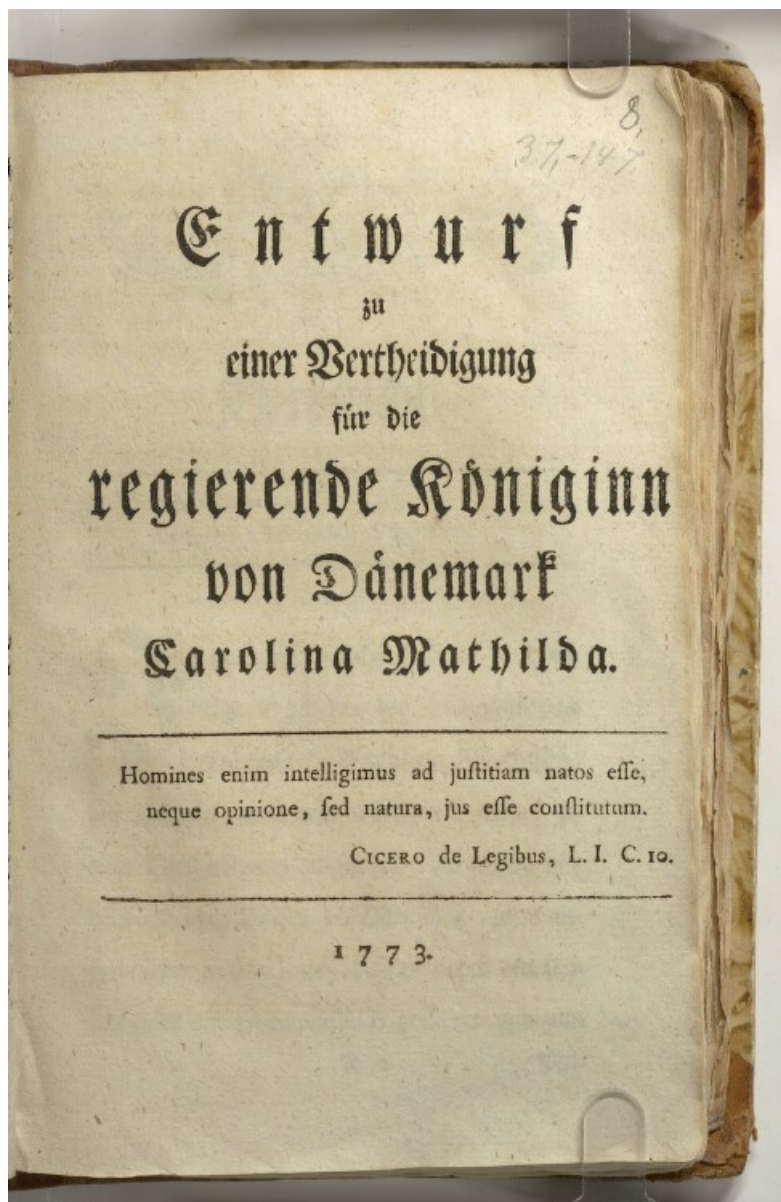 8.
37,-147
Entwurf
zu
einer Vertheidigung
für die
regierende Königinn
von Dänemark
Carolina Mathilda.
Homines enim intelligimus ad juſtitiam natos eſſe,
neque opinione, ſed natura, jus eſſe conſtitutum.
CICERO de Legibus, L. I. C. 10.
1773.